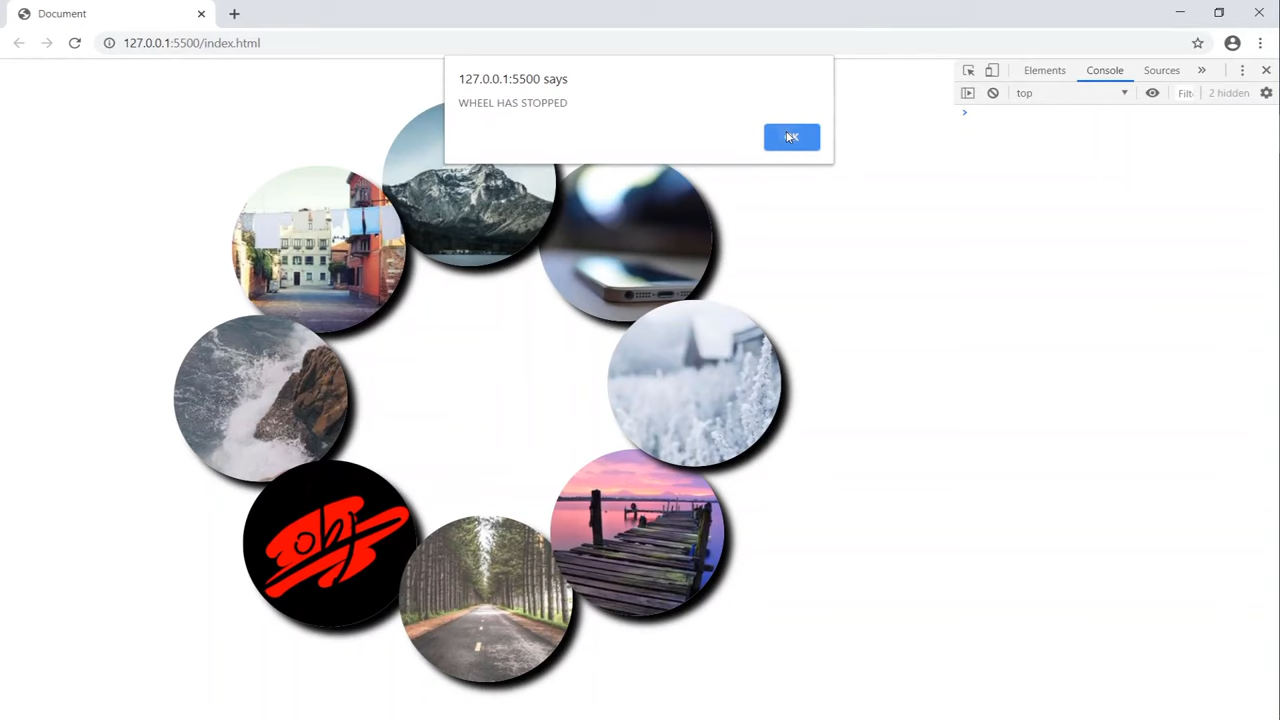 Document
127.0.0.1:5500/index.html
127.0.0.1:5500 says
WHEEL HAS STOPPED
Elements
Console
Sources
top
Filt
2 hidden
ohj